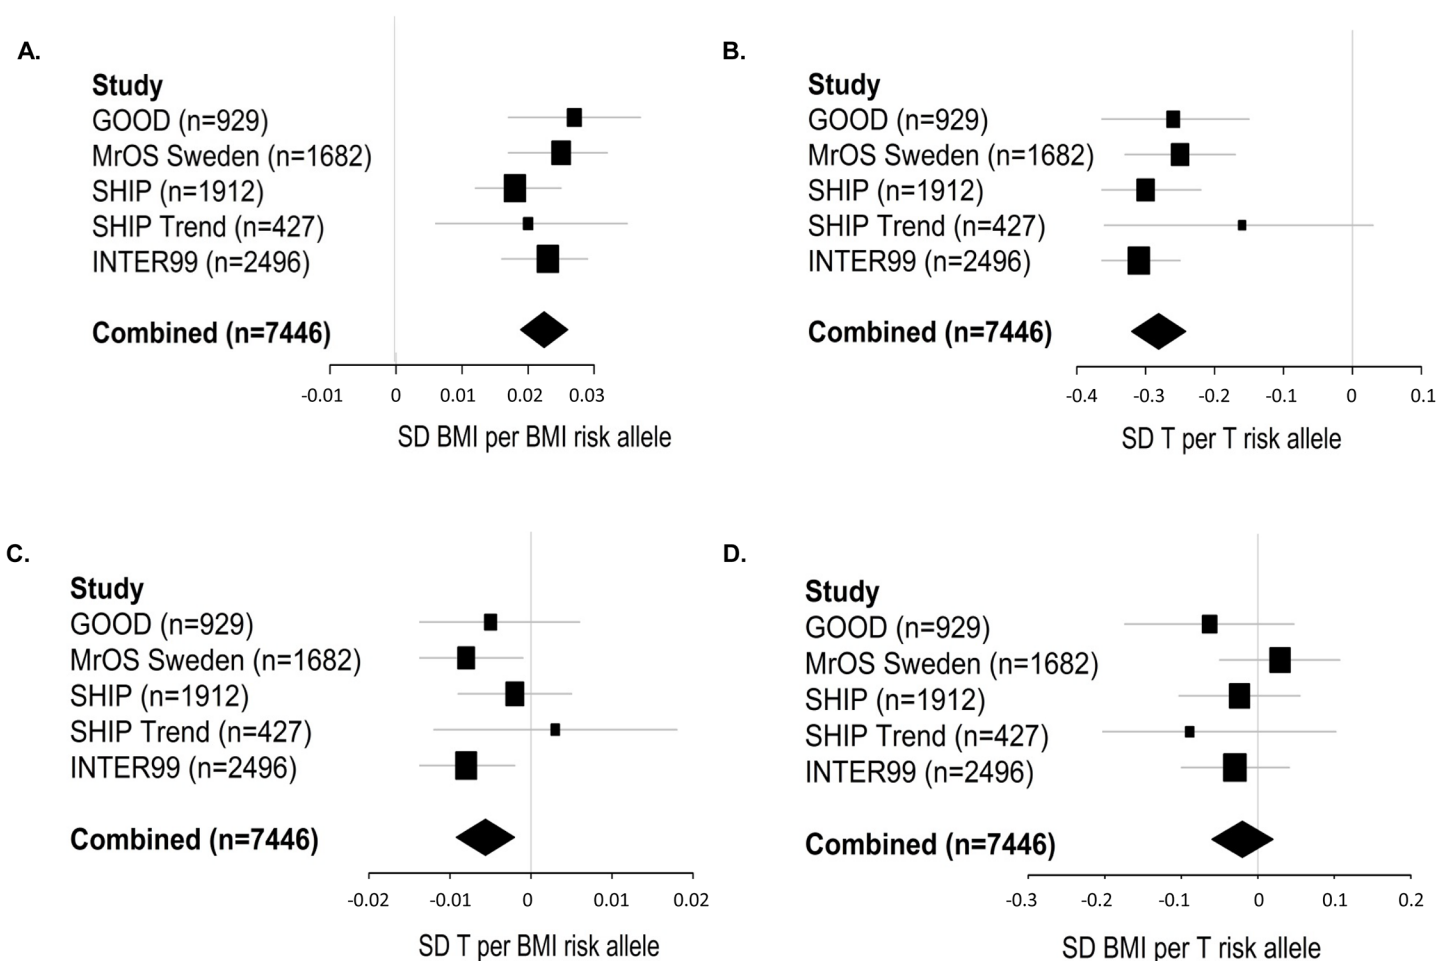 A.
Study
GOOD (n=929)
MrOS Sweden (n=1682)
SHIP (n=1912)
SHIP Trend (n=427)
INTER99 (n=2496)
Combined (n=7446)
-0.01 0 0.01 0.02 0.03
SD BMI per BMI risk allele
B.
Study
GOOD (n=929)
MrOS Sweden (n=1682)
SHIP (n=1912)
SHIP Trend (n=427)
INTER99 (n=2496)
Combined (n=7446)
-0.4 -0.3 -0.2 -0.1 0 0.1
SD T per T risk allele
C.
Study
GOOD (n=929)
MrOS Sweden (n=1682)
SHIP (n=1912)
SHIP Trend (n=427)
INTER99 (n=2496)
Combined (n=7446)
-0.02 -0.01 0 0.01 0.02
SD T per BMI risk allele
D.
Study
GOOD (n=929)
MrOS Sweden (n=1682)
SHIP (n=1912)
SHIP Trend (n=427)
INTER99 (n=2496)
Combined (n=7446)
-0.3 -0.2 -0.1 0 0.1 0.2
SD BMI per T risk allele